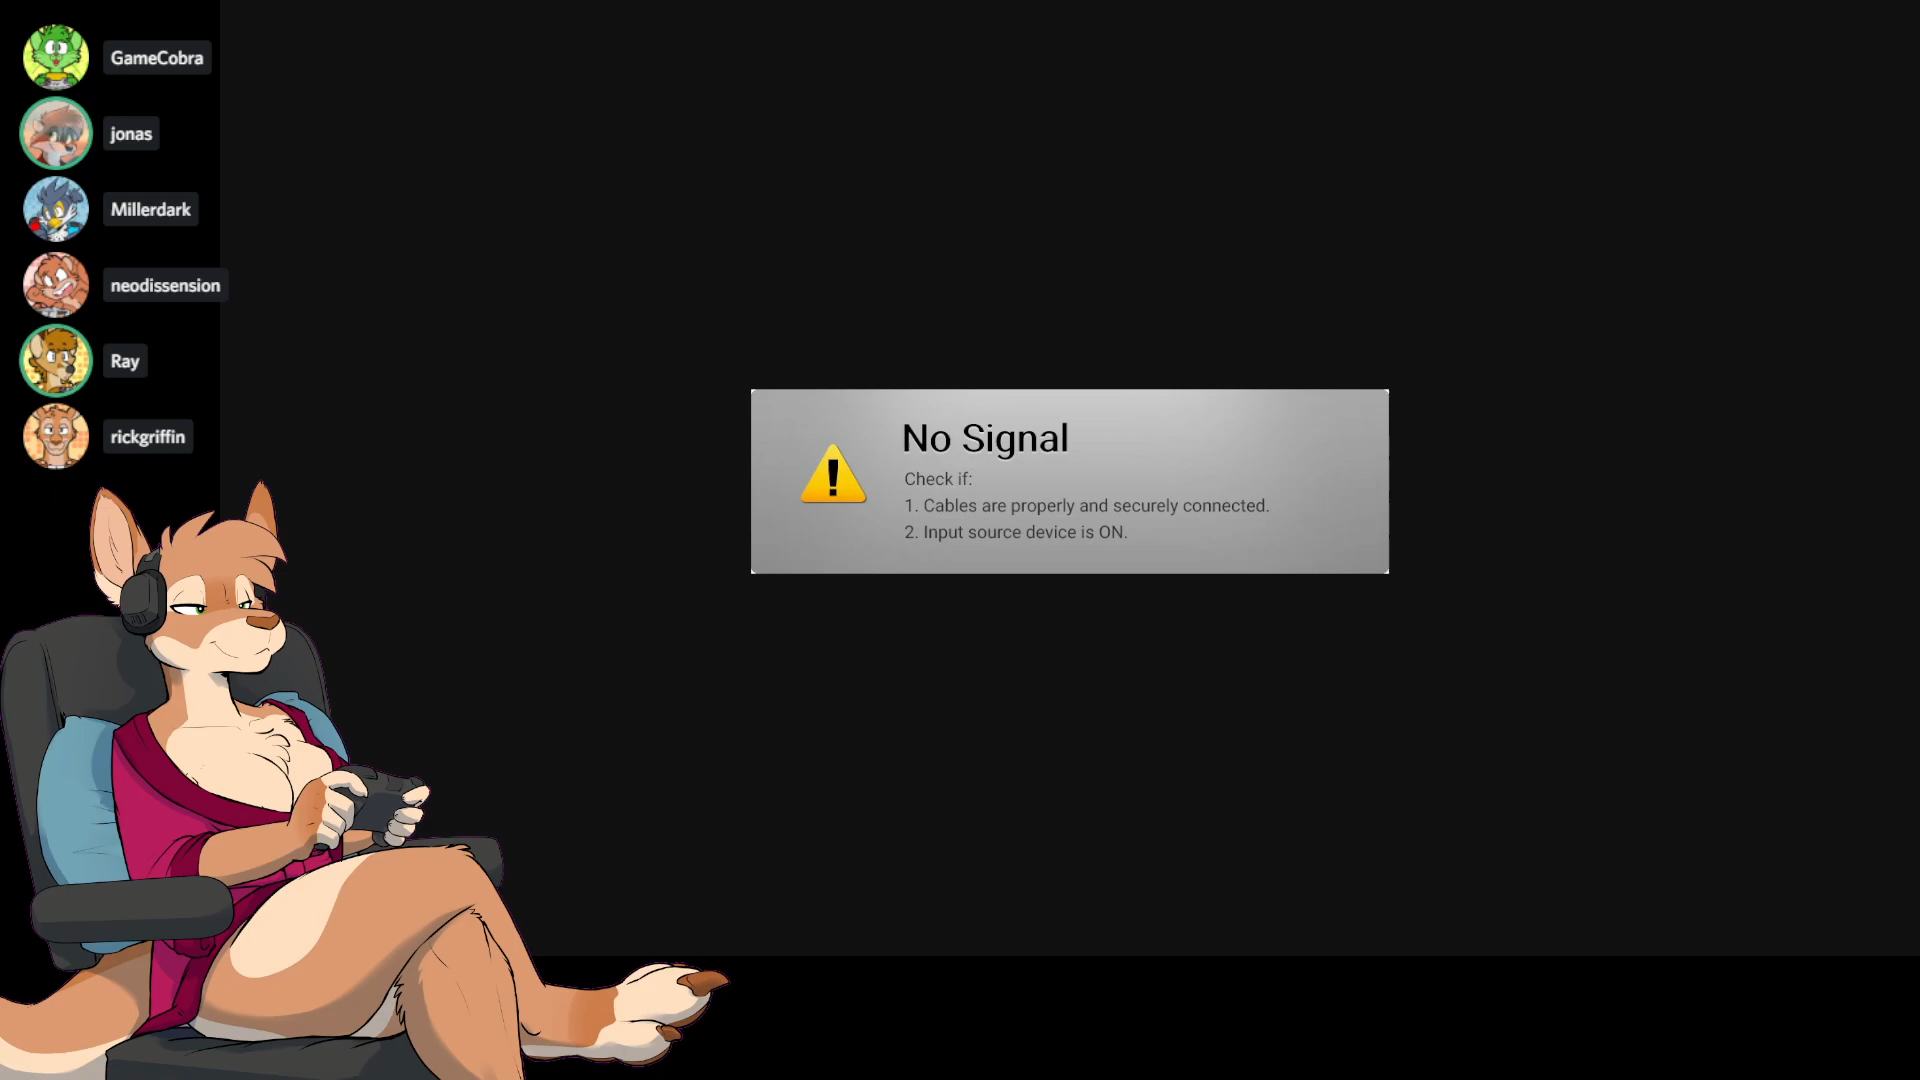 GameCobra
jonas
Millerdark
neodissension
Ray
rickgriffin
No Signal
Check if:
1. Cables are properly and securely connected.
2. Input source device is ON.